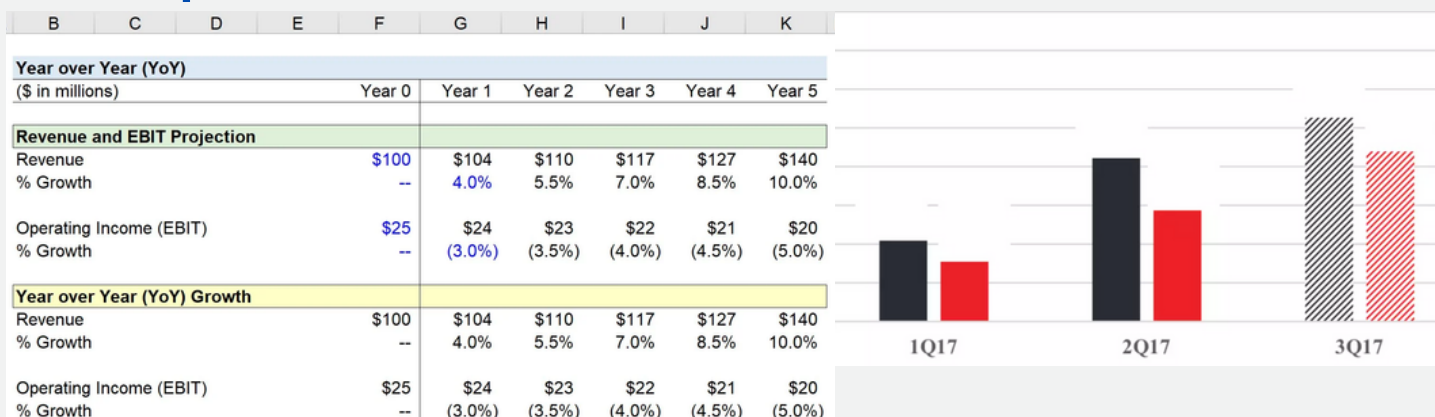 B C D E F G H I J K
Year over Year (YoY)
($ in millions) Year 0 Year 1 Year 2 Year 3 Year 4 Year 5
Revenue and EBIT Projection
Revenue $100 $104 $110 $117 $127 $140
% Growth -- 4.0% 5.5% 7.0% 8.5% 10.0%
Operating Income (EBIT) $25 $24 $23 $22 $21 $20
% Growth -- (3.0%) (3.5%) (4.0%) (4.5%) (5.0%)
Year over Year (YoY) Growth
Revenue $100 $104 $110 $117 $127 $140
% Growth -- 4.0% 5.5% 7.0% 8.5% 10.0%
Operating Income (EBIT) $25 $24 $23 $22 $21 $20
% Growth -- (3.0%) (3.5%) (4.0%) (4.5%) (5.0%)
1Q17 2Q17 3Q17